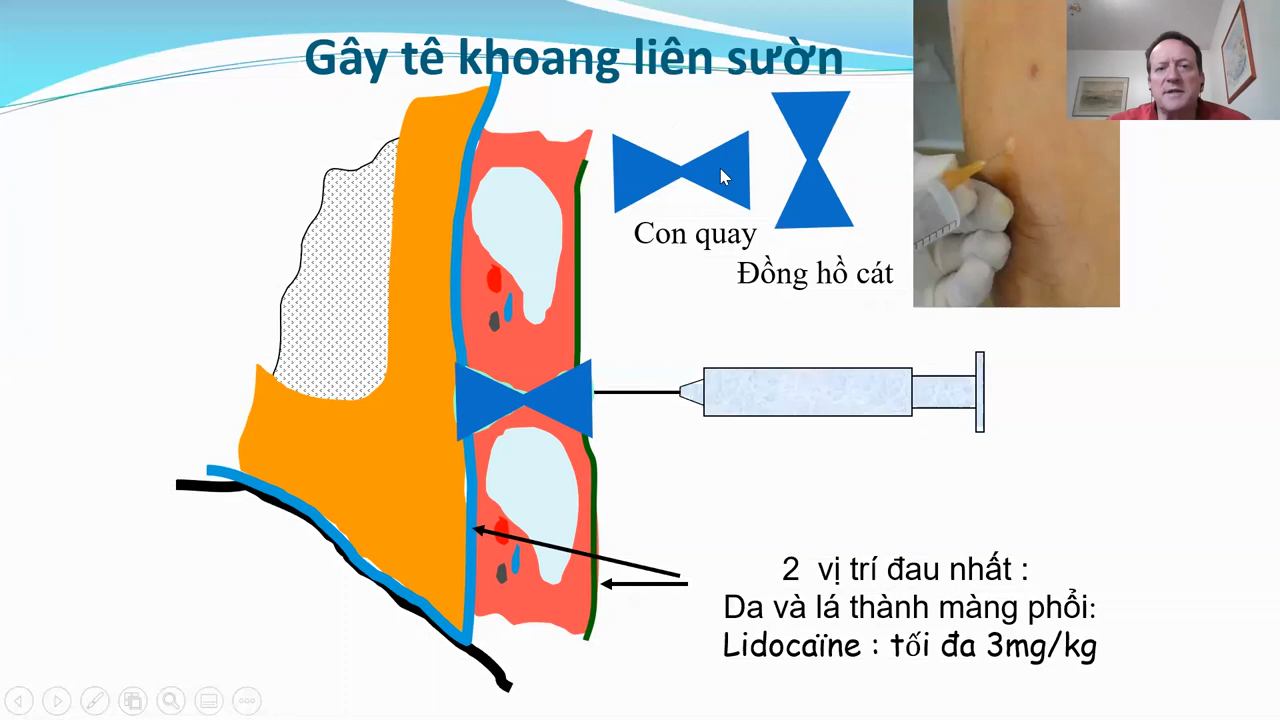 Gây tê khoang liên sườn
Con quay
Đồng hồ cát
2 vị trí đau nhất :
Da và lá thành màng phổi:
Lidocaïne : tối đa 3mg/kg